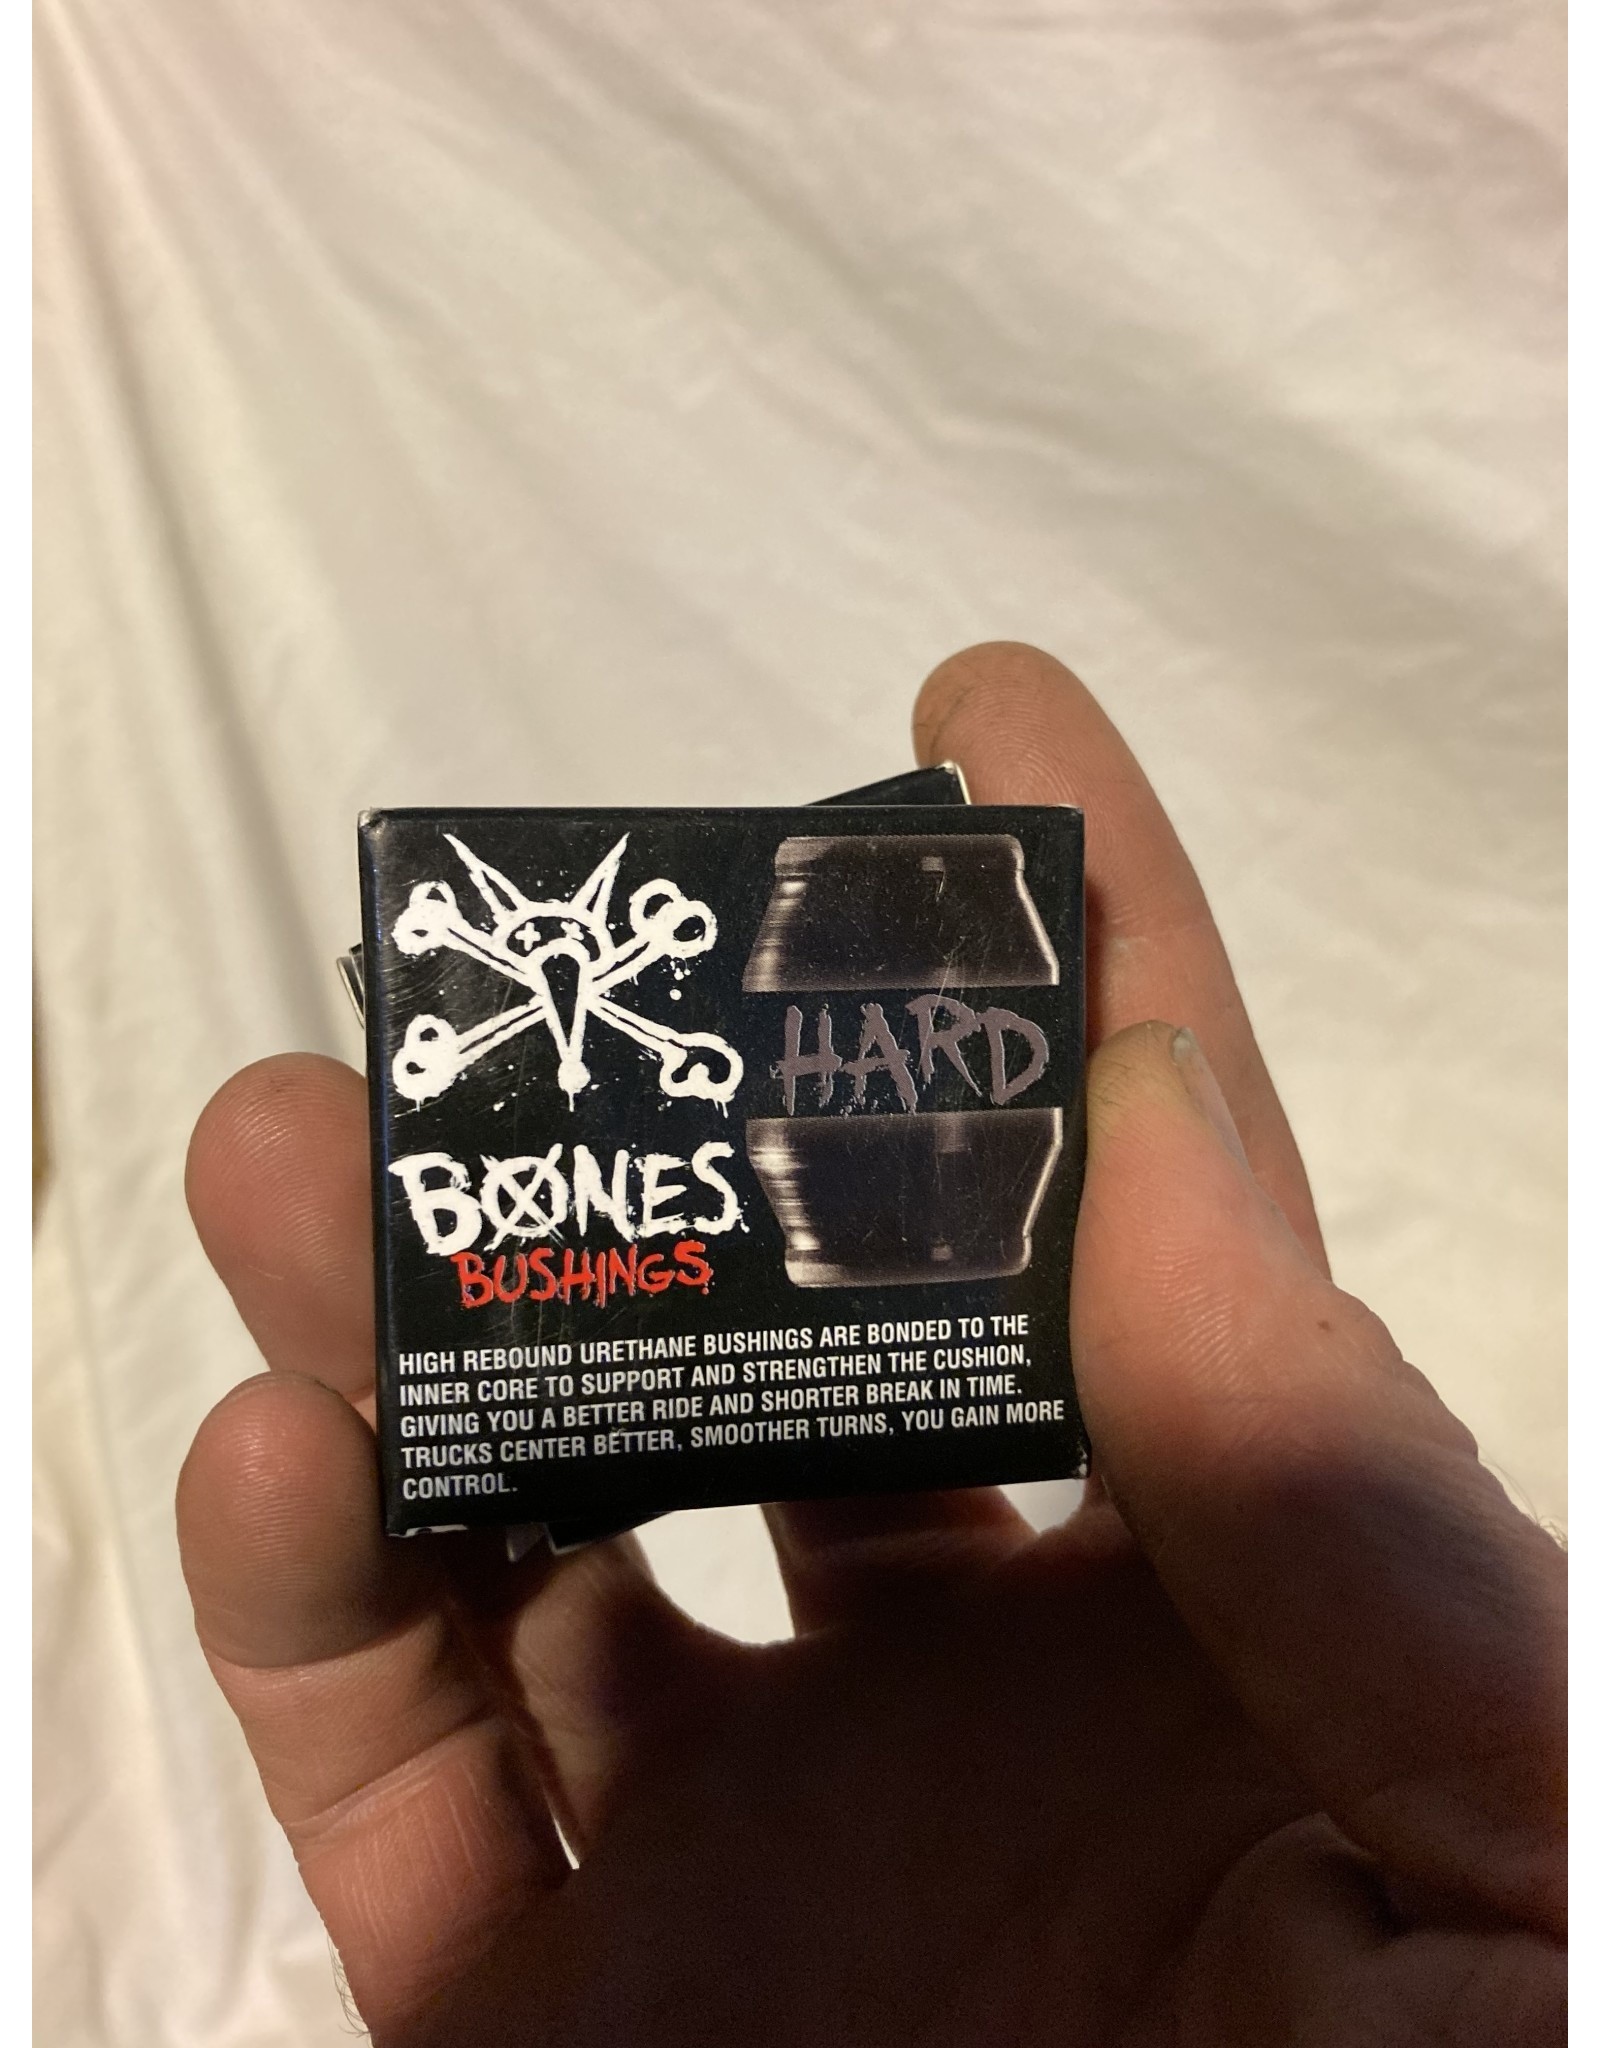 HARD
BONES
BUSHINGS
HIGH REBOUND URETHANE BUSHINGS ARE BONDED TO THE
INNER CORE TO SUPPORT AND STRENGTHEN THE CUSHION,
GIVING YOU A BETTER RIDE AND SHORTER BREAK IN TIME.
TRUCKS CENTER BETTER, SMOOTHER TURNS, YOU GAIN MORE
CONTROL.